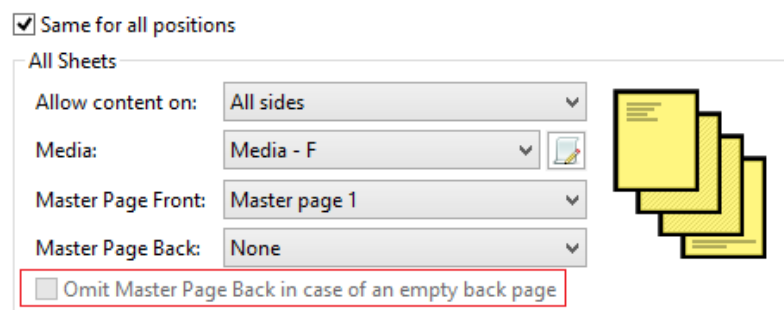 Same for all positions
All Sheets
Allow content on: All sides
Media: Media - F
Master Page Front: Master page 1
Master Page Back: None
Omit Master Page Back in case of an empty back page